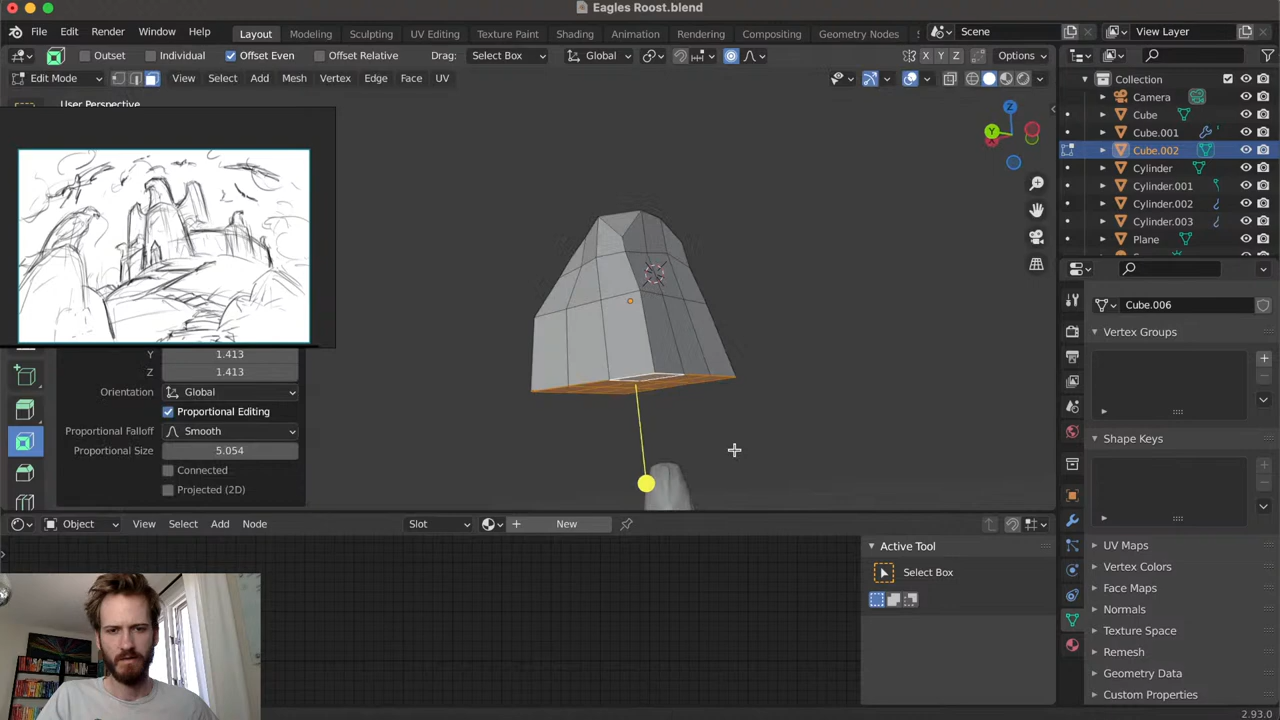 Eagles Roost.blend
File Edit Render Window Help Layout Modeling Sculpting UV Editing Texture Paint Shading Animation Rendering Compositing Geometry Nodes Scene View Layer
Outset Individual Offset Even Offset Relative Drag: Select Box Global X Y Z Options
Edit Mode View Select Add Mesh Vertex Edge Face UV
User Perspective
Collection
Camera
Cube
Cube.001
Cube.002
Cylinder
Cylinder.001
Cylinder.002
Cylinder.003
Plane
Z
Y
Cube.006
Vertex Groups
Y 1.413
Z 1.413
Orientation Global
Proportional Editing
Proportional Falloff Smooth
Proportional Size 5.054
Connected
Projected (2D)
Shape Keys
Object View Select Add Node Slot New
Active Tool
Select Box
UV Maps
Vertex Colors
Face Maps
Normals
Texture Space
Remesh
Geometry Data
Custom Properties
2.93.0